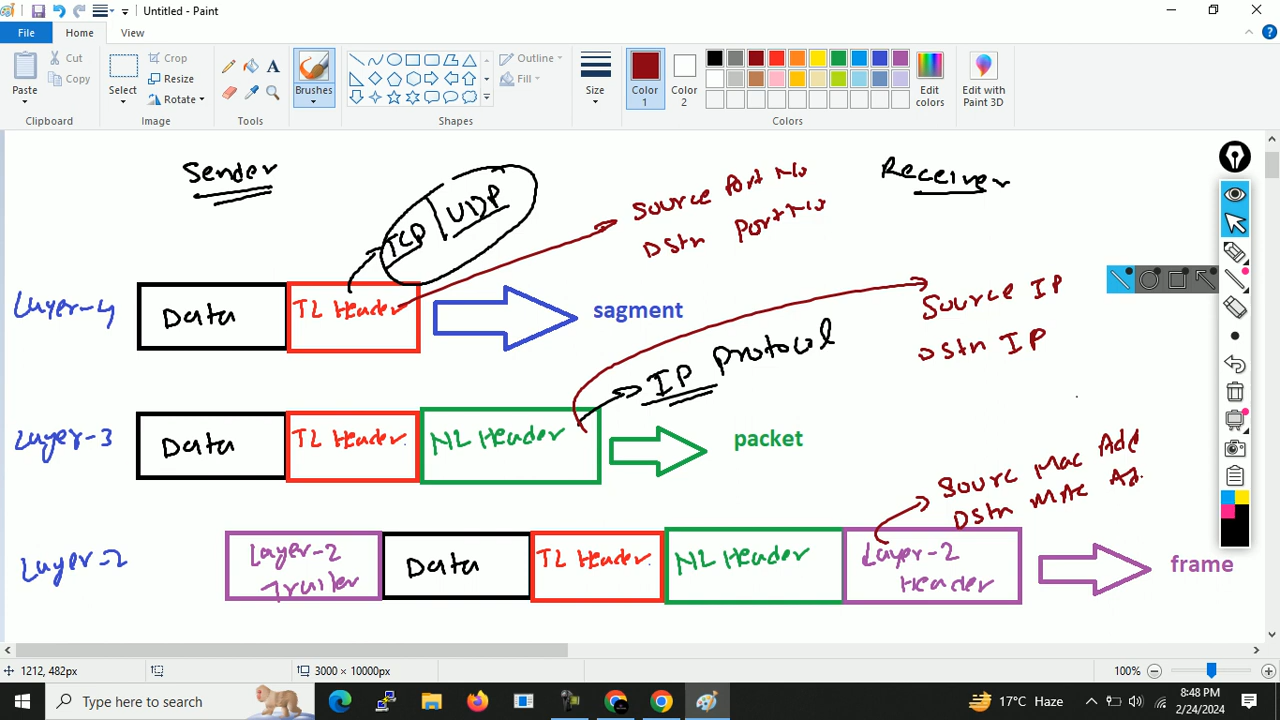 Untitled - Paint
File
Home
View
Paste
Cut
Copy
Clipboard
Select
Crop
Resize
Rotate
Image
Tools
Brushes
Outline
Fill
Shapes
Size
Color 1
Color 2
Edit colors
Edit with Paint 3D
Colors
Sender
Receiver
TCP | UDP
Source Port No
Dstn Port No
Layer-4
Data
TL Header
sagment
Source IP
Dstn IP
IP Protocol
Layer-3
Data
TL Header
NL Header
packet
Sourc Mac Add
Dstn MAC Ad.
Layer-2
Layer-2 Trailer
Data
TL Header
NL Header
Layer-2 Header
frame
1212, 482px
3000 × 10000px
100%
Type here to search
17°C Haze
8:48 PM
2/24/2024